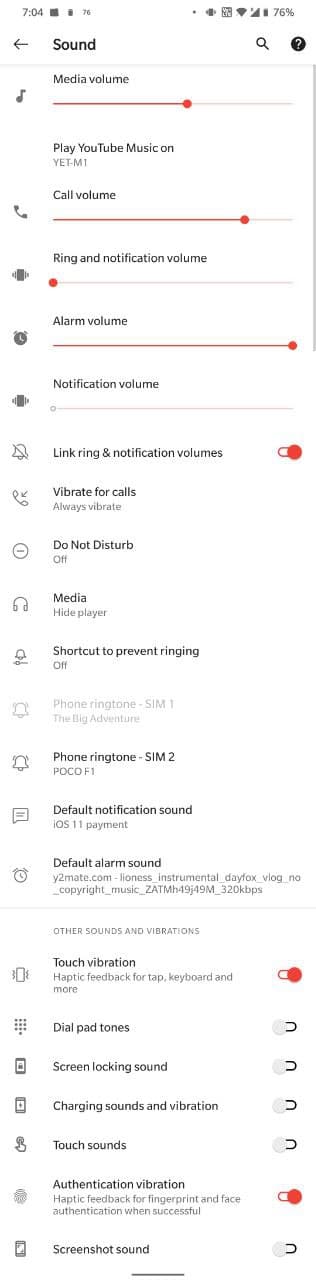 7:04 76 76%
Sound
Media volume
Play YouTube Music on
YET-M1
Call volume
Ring and notification volume
Alarm volume
Notification volume
Link ring & notification volumes
Vibrate for calls
Always vibrate
Do Not Disturb
Off
Media
Hide player
Shortcut to prevent ringing
Off
Phone ringtone - SIM 1
The Big Adventure
Phone ringtone - SIM 2
POCO F1
Default notification sound
iOS 11 payment
Default alarm sound
y2mate.com - lioness_instrumental_dayfox_vlog_no
_copyright_music_ZATMh49j49M_320kbps
OTHER SOUNDS AND VIBRATIONS
Touch vibration
Haptic feedback for tap, keyboard and
more
Dial pad tones
Screen locking sound
Charging sounds and vibration
Touch sounds
Authentication vibration
Haptic feedback for fingerprint and face
authentication when successful
Screenshot sound